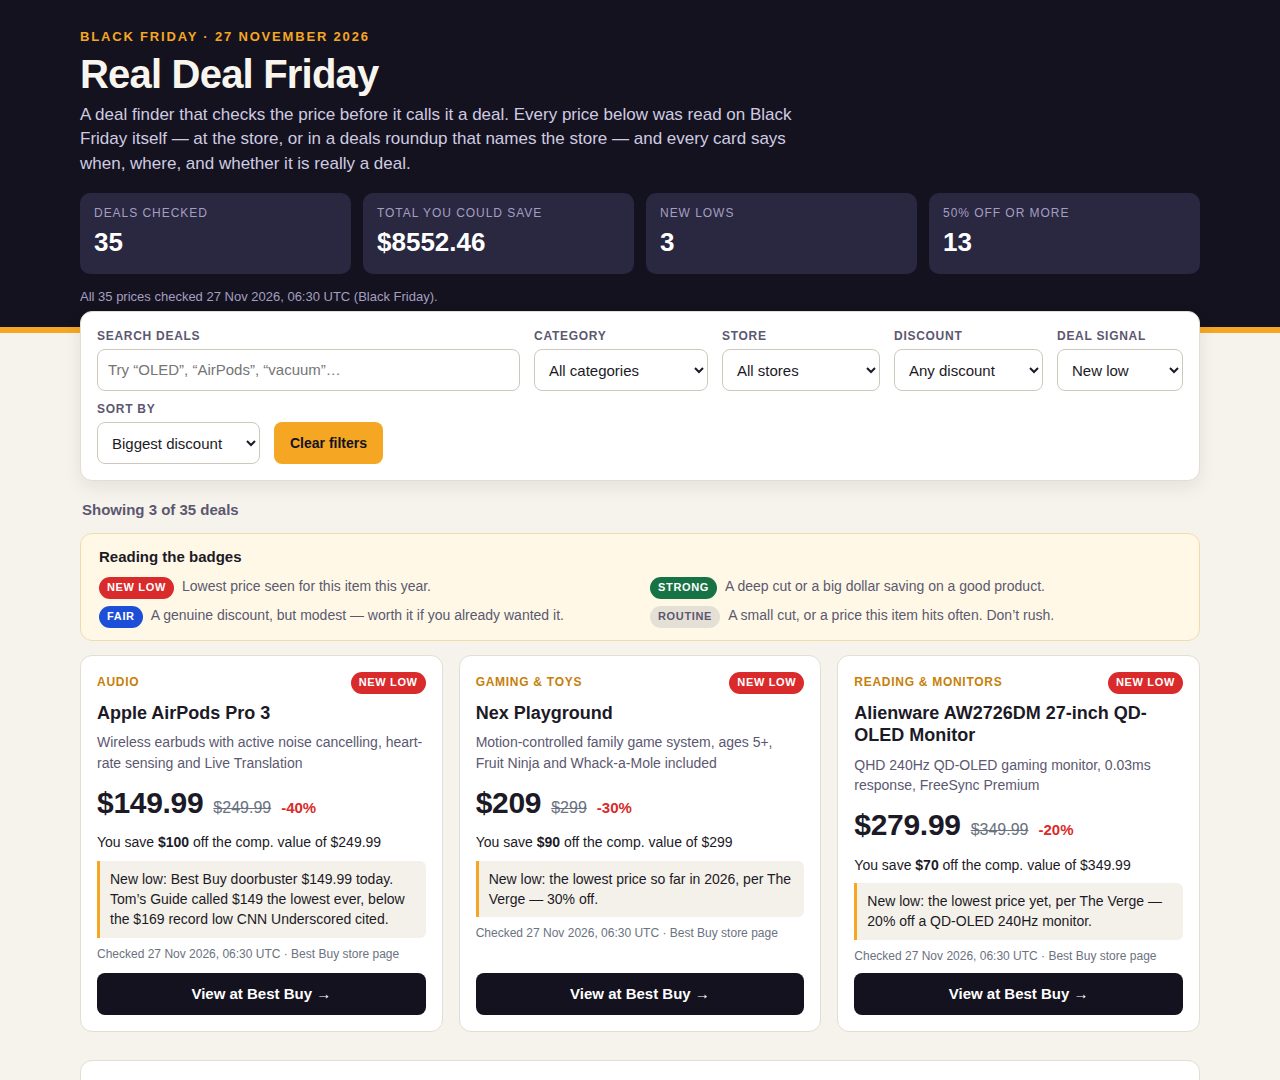 BLACK FRIDAY · 27 NOVEMBER 2026
Real Deal Friday
A deal finder that checks the price before it calls it a deal. Every price below was read on Black
Friday itself — at the store, or in a deals roundup that names the store — and every card says
when, where, and whether it is really a deal.
DEALS CHECKED
35
TOTAL YOU COULD SAVE
$8552.46
NEW LOWS
3
50% OFF OR MORE
13
All 35 prices checked 27 Nov 2026, 06:30 UTC (Black Friday).
SEARCH DEALS
Try “OLED”, “AirPods”, “vacuum”…
CATEGORY
All categories
STORE
All stores
DISCOUNT
Any discount
DEAL SIGNAL
New low
SORT BY
Biggest discount
Clear filters
Showing 3 of 35 deals
Reading the badges
NEW LOW Lowest price seen for this item this year.
STRONG A deep cut or a big dollar saving on a good product.
FAIR A genuine discount, but modest — worth it if you already wanted it.
ROUTINE A small cut, or a price this item hits often. Don’t rush.
AUDIO
NEW LOW
Apple AirPods Pro 3
Wireless earbuds with active noise cancelling, heart-
rate sensing and Live Translation
$149.99 $249.99 -40%
You save $100 off the comp. value of $249.99
New low: Best Buy doorbuster $149.99 today.
Tom’s Guide called $149 the lowest ever, below
the $169 record low CNN Underscored cited.
Checked 27 Nov 2026, 06:30 UTC · Best Buy store page
View at Best Buy →
GAMING & TOYS
NEW LOW
Nex Playground
Motion-controlled family game system, ages 5+,
Fruit Ninja and Whack-a-Mole included
$209 $299 -30%
You save $90 off the comp. value of $299
New low: the lowest price so far in 2026, per The
Verge — 30% off.
Checked 27 Nov 2026, 06:30 UTC · Best Buy store page
View at Best Buy →
READING & MONITORS
NEW LOW
Alienware AW2726DM 27-inch QD-
OLED Monitor
QHD 240Hz QD-OLED gaming monitor, 0.03ms
response, FreeSync Premium
$279.99 $349.99 -20%
You save $70 off the comp. value of $349.99
New low: the lowest price yet, per The Verge —
20% off a QD-OLED 240Hz monitor.
Checked 27 Nov 2026, 06:30 UTC · Best Buy store page
View at Best Buy →